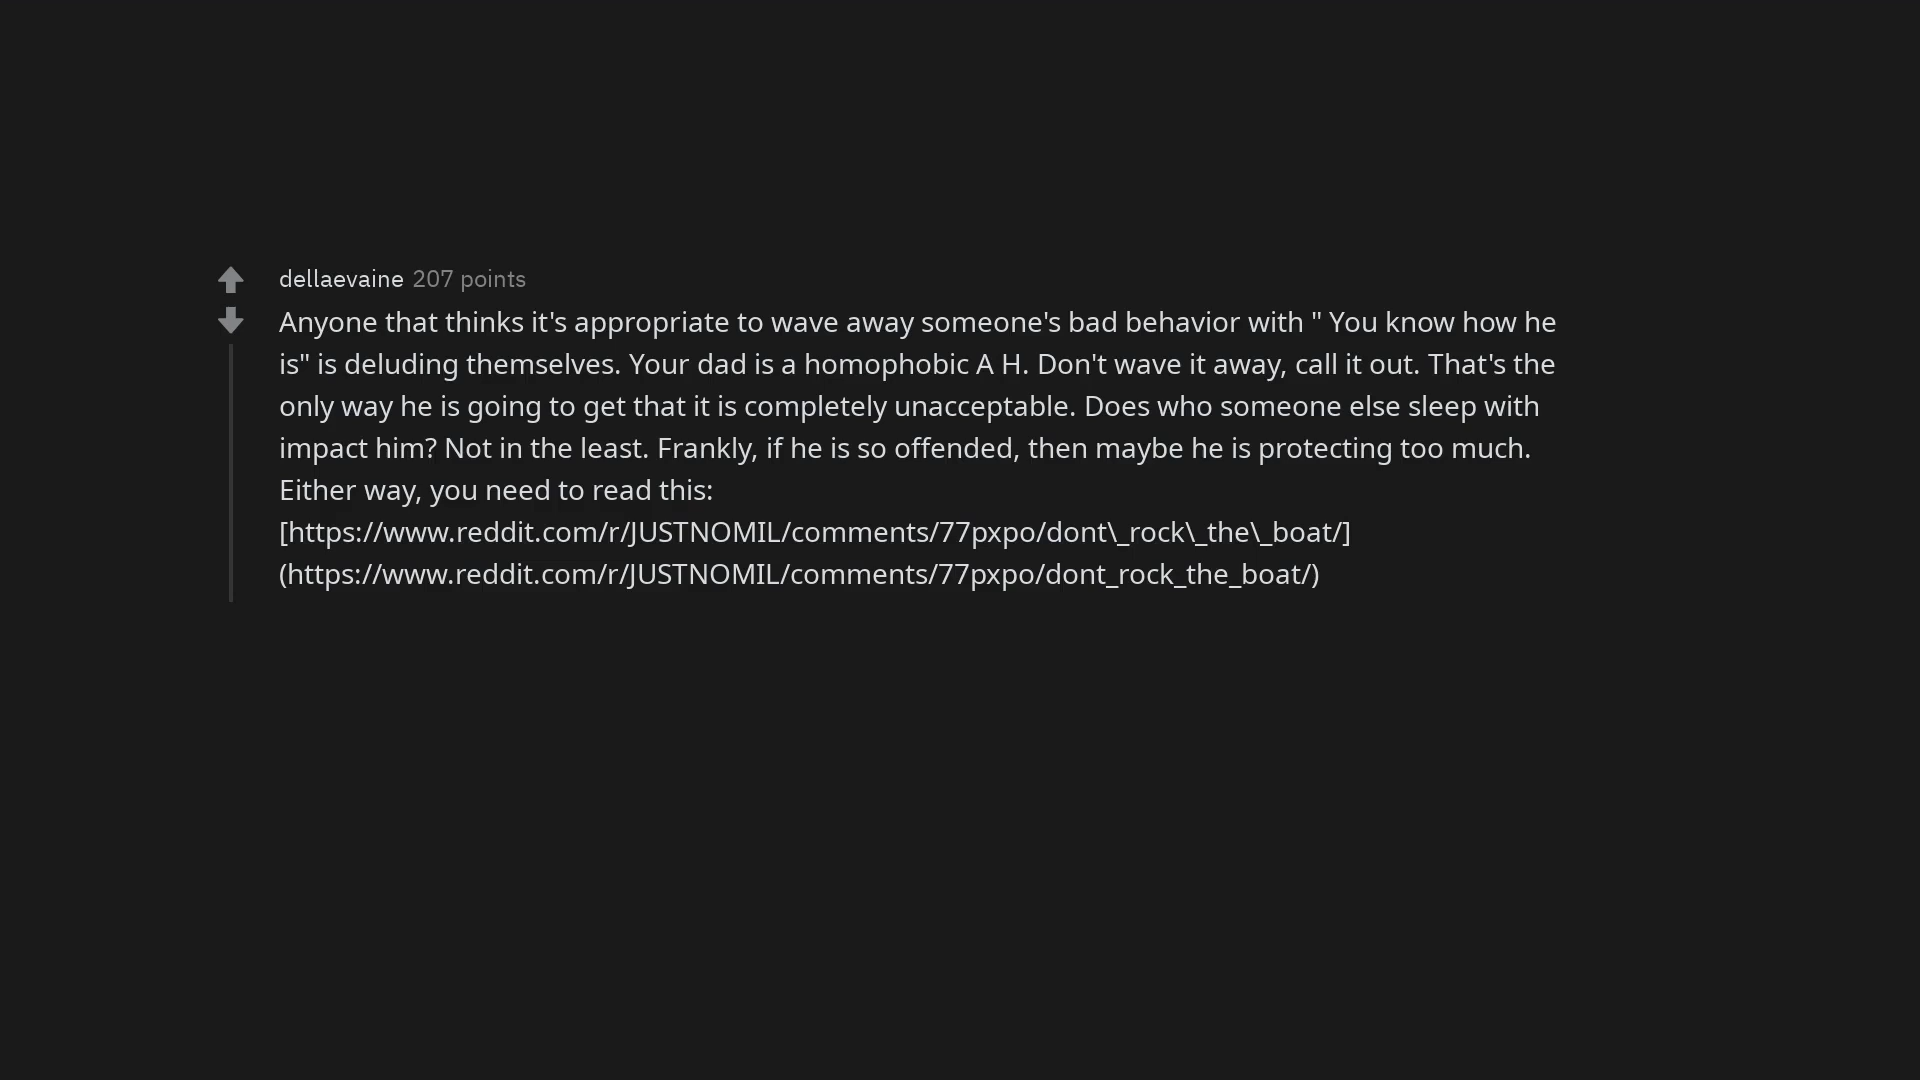 dellaevaine 207 points
Anyone that thinks it's appropriate to wave away someone's bad behavior with " You know how he
is" is deluding themselves. Your dad is a homophobic A H. Don't wave it away, call it out. That's the
only way he is going to get that it is completely unacceptable. Does who someone else sleep with
impact him? Not in the least. Frankly, if he is so offended, then maybe he is protecting too much.
Either way, you need to read this:
[https://www.reddit.com/r/JUSTNOMIL/comments/77pxpo/dont\_rock\_the\_boat/]
(https://www.reddit.com/r/JUSTNOMIL/comments/77pxpo/dont_rock_the_boat/)